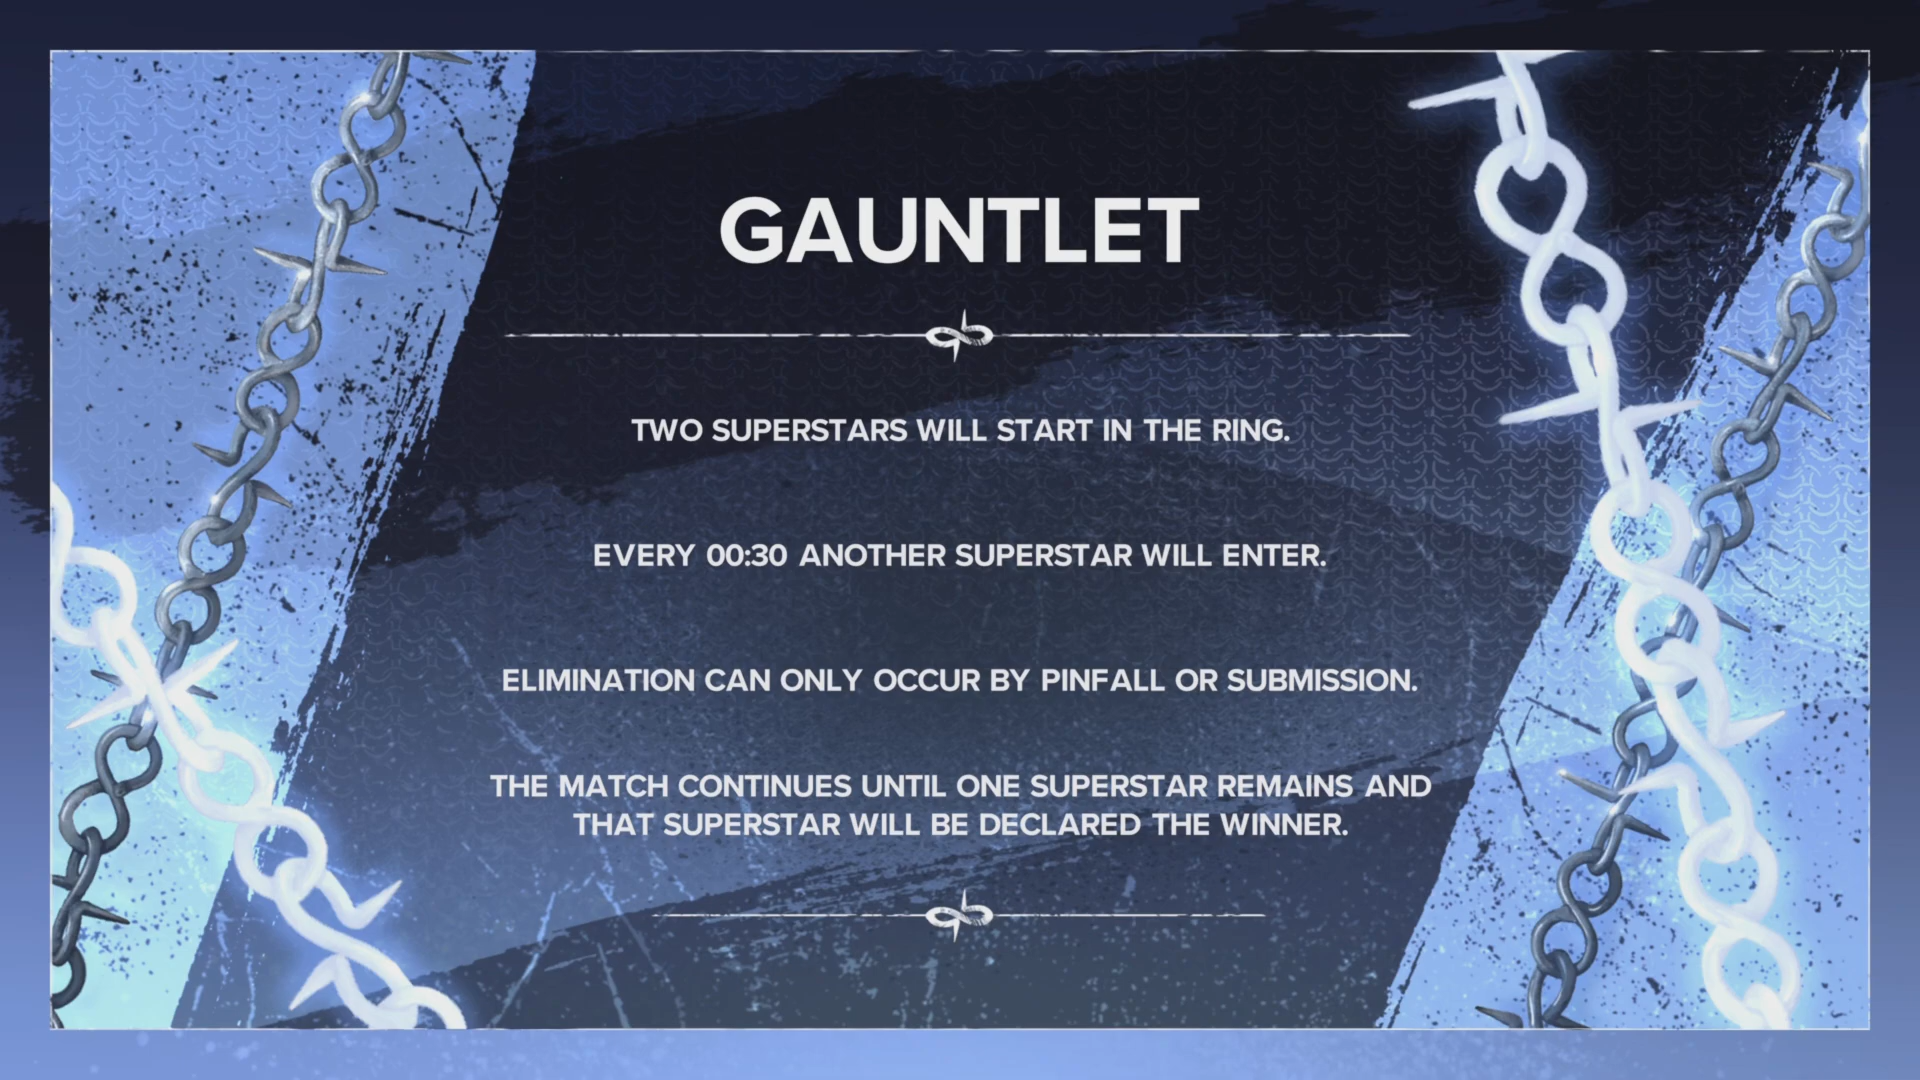 GAUNTLET
TWO SUPERSTARS WILL START IN THE RING.
EVERY 00:30 ANOTHER SUPERSTAR WILL ENTER.
ELIMINATION CAN ONLY OCCUR BY PINFALL OR SUBMISSION.
THE MATCH CONTINUES UNTIL ONE SUPERSTAR REMAINS AND
THAT SUPERSTAR WILL BE DECLARED THE WINNER.